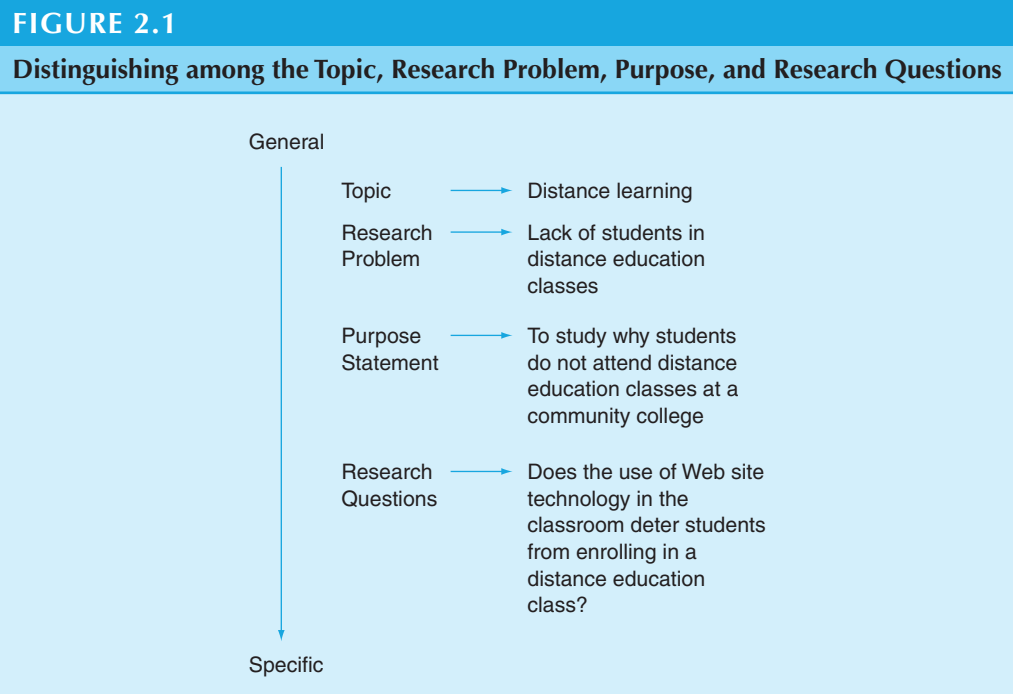 FIGURE 2.1
Distinguishing among the Topic, Research Problem, Purpose, and Research Questions
General
Topic
Distance learning
Research
Problem
Lack of students in
distance education
classes
Purpose
Statement
To study why students
do not attend distance
education classes at a
community college
Research
Questions
Does the use of Web site
technology in the
classroom deter students
from enrolling in a
distance education
class?
Specific